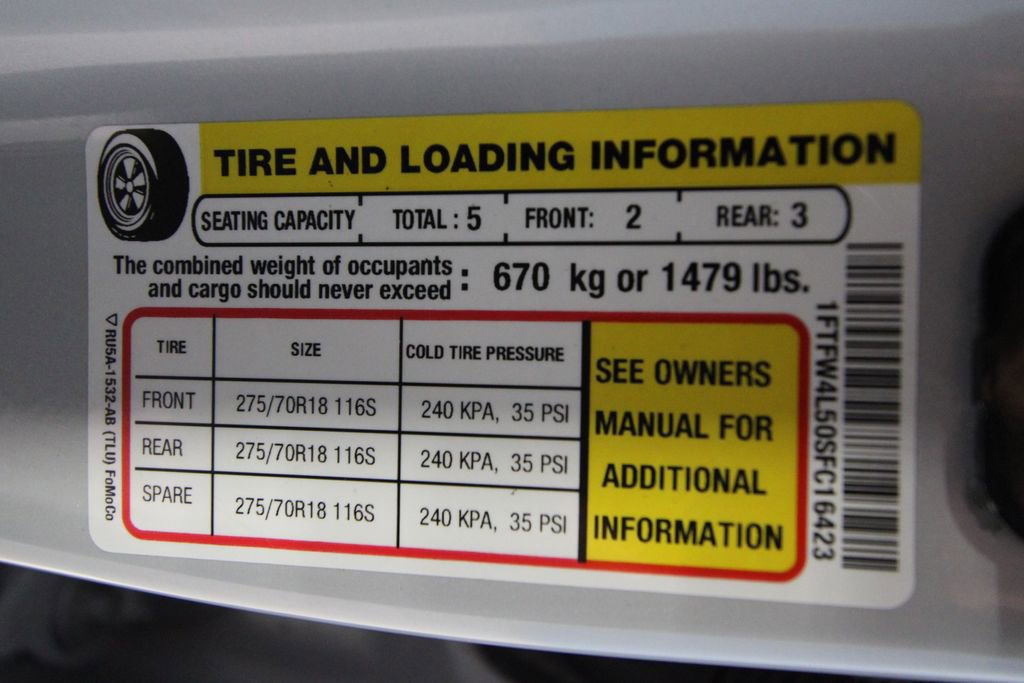 TIRE AND LOADING INFORMATION
SEATING CAPACITY TOTAL : 5 FRONT: 2 REAR: 3
The combined weight of occupants
and cargo should never exceed : 670 kg or 1479 lbs.
TIRE SIZE COLD TIRE PRESSURE
FRONT 275/70R18 116S 240 KPA, 35 PSI
REAR 275/70R18 116S 240 KPA, 35 PSI
SPARE 275/70R18 116S 240 KPA, 35 PSI
SEE OWNERS
MANUAL FOR
ADDITIONAL
INFORMATION
▽ RU5A-1532-AB (TLU) FoMoCo
1FTFW4L50SFC16423